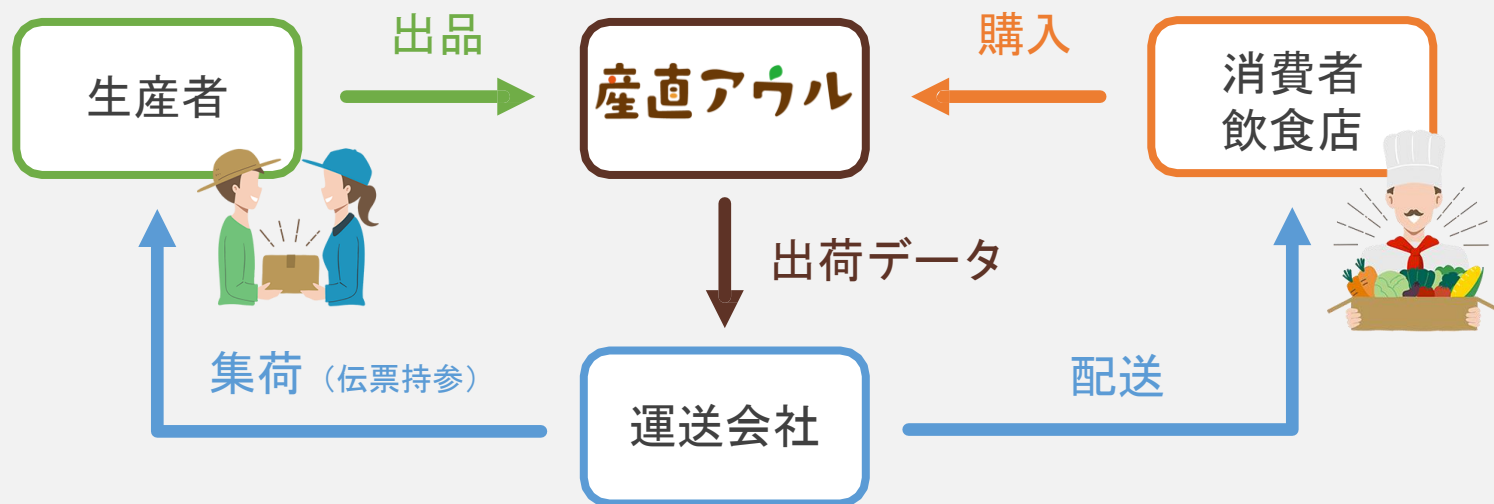 出品
購入
生産者
産直アウル
消費者
飲食店
出荷データ
集荷（伝票持参）
配送
運送会社